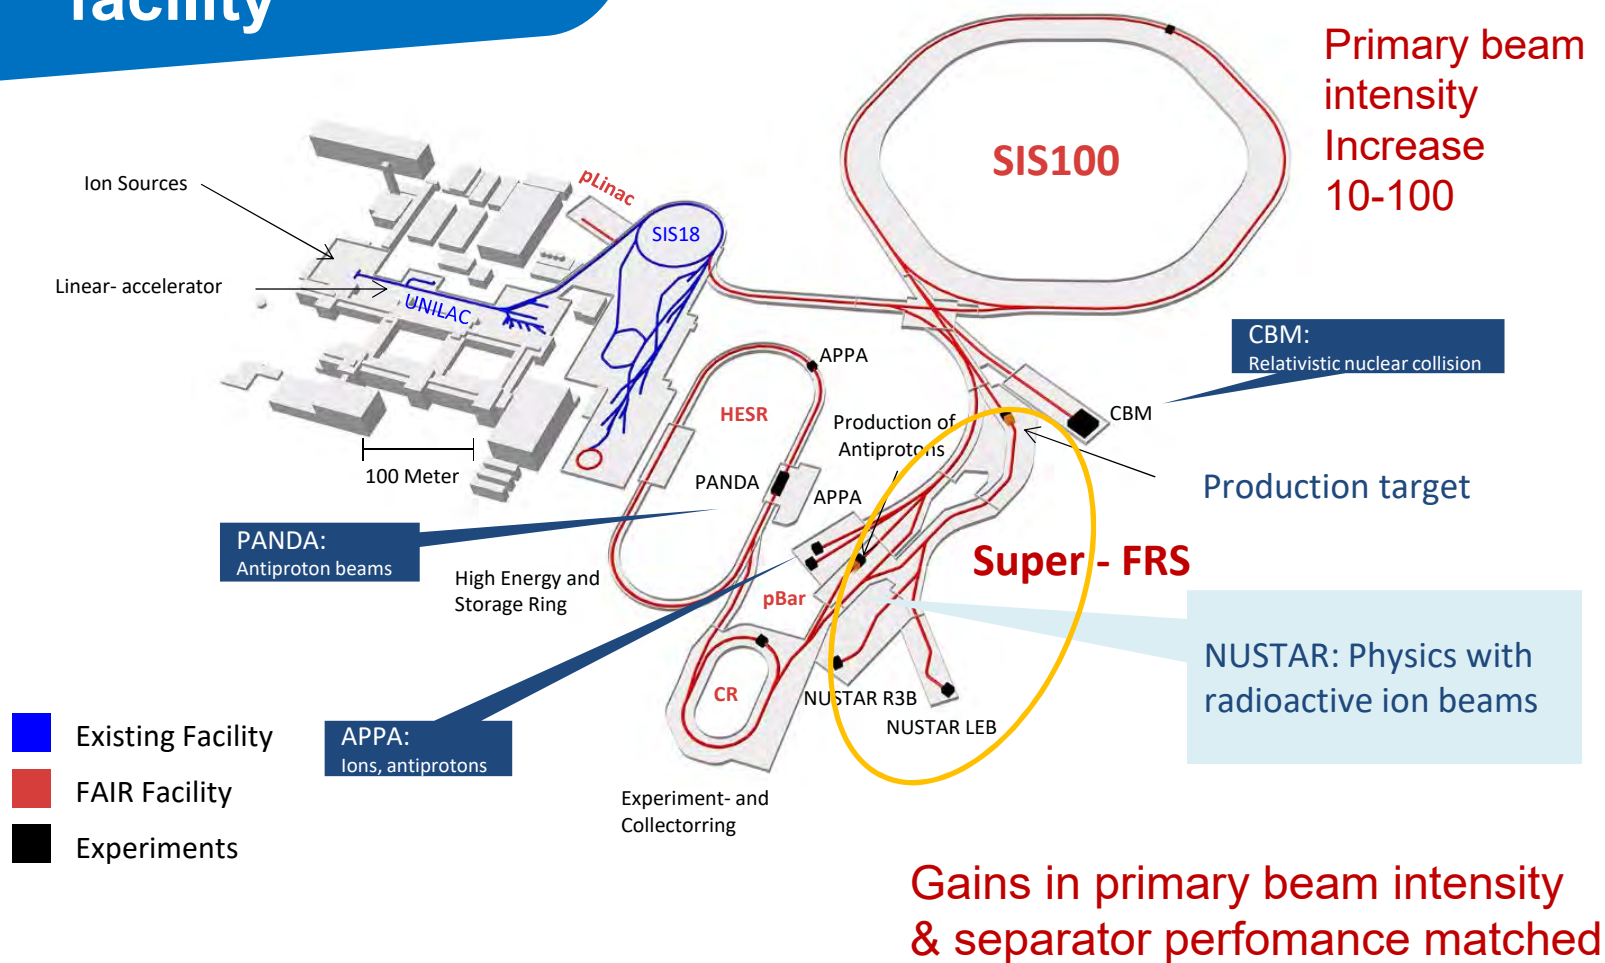 facility
Primary beam
intensity
Increase
10-100
SIS100
pLinac
Ion Sources
SIS18
Linear- accelerator
UNILAC
CBM:
Relativistic nuclear collision
APPA
HESR
CBM
Production of
Antiprotons
100 Meter
PANDA
APPA
Production target
PANDA:
Antiproton beams
Super - FRS
High Energy and
Storage Ring
pBar
NUSTAR: Physics with
radioactive ion beams
CR
NUSTAR R3B
NUSTAR LEB
Existing Facility
APPA:
Ions, antiprotons
FAIR Facility
Experiment- and
Collectorring
Experiments
Gains in primary beam intensity
& separator perfomance matched